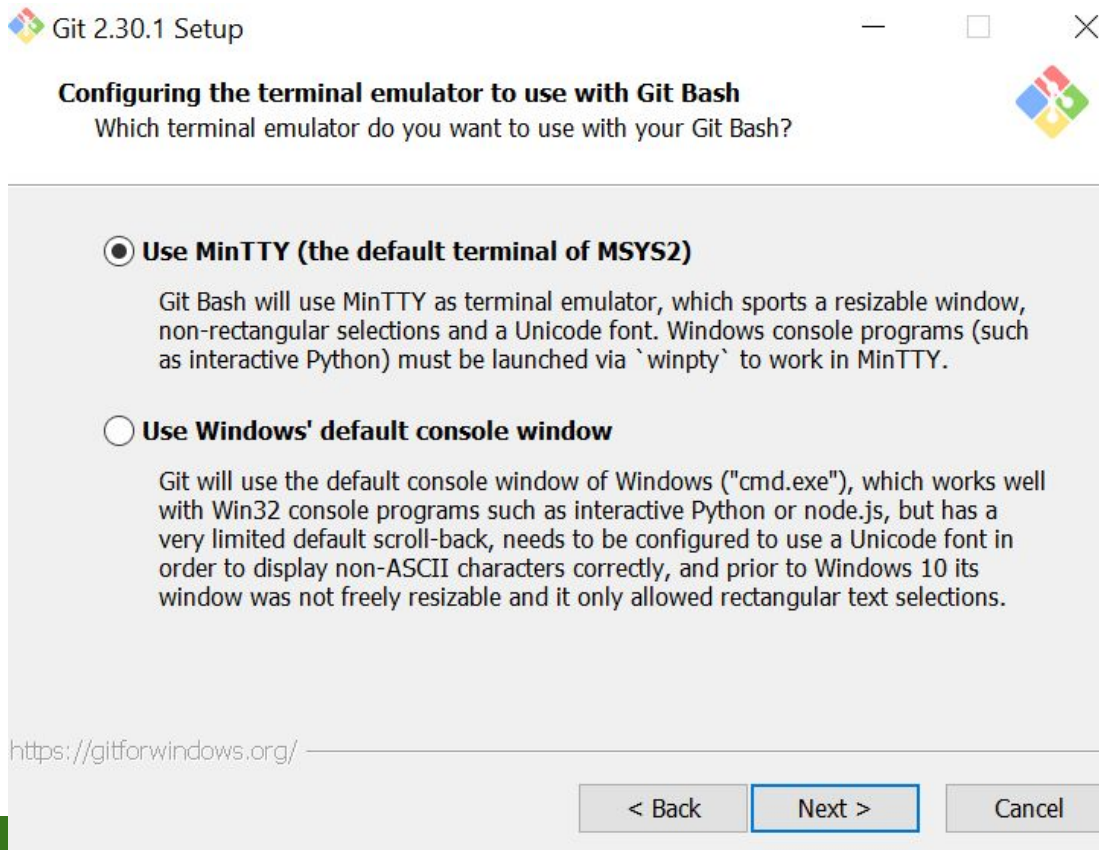 Git 2.30.1 Setup
Configuring the terminal emulator to use with Git Bash
Which terminal emulator do you want to use with your Git Bash?
Use MinTTY (the default terminal of MSYS2)
Git Bash will use MinTTY as terminal emulator, which sports a resizable window,
non-rectangular selections and a Unicode font. Windows console programs (such
as interactive Python) must be launched via `winpty` to work in MinTTY.
Use Windows' default console window
Git will use the default console window of Windows ("cmd.exe"), which works well
with Win32 console programs such as interactive Python or node.js, but has a
very limited default scroll-back, needs to be configured to use a Unicode font in
order to display non-ASCII characters correctly, and prior to Windows 10 its
window was not freely resizable and it only allowed rectangular text selections.
https://gitforwindows.org/
< Back Next > Cancel